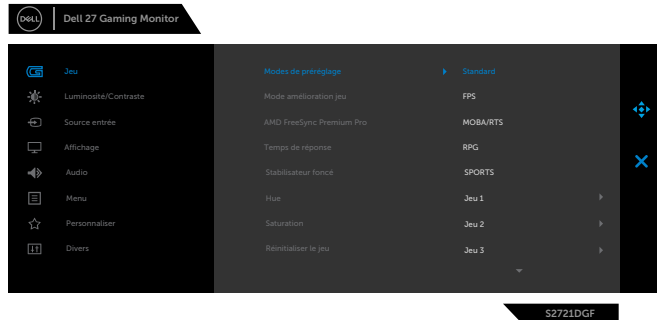 DELL
Dell 27 Gaming Monitor
Jeu
Modes de préréglage
Standard
Luminosité/Contraste
Mode amélioration jeu
FPS
Source entrée
AMD FreeSync Premium Pro
MOBA/RTS
Affichage
Temps de réponse
RPG
Audio
Stabilisateur foncé
SPORTS
Menu
Hue
Jeu 1
Personnaliser
Saturation
Jeu 2
Divers
Réinitialiser le jeu
Jeu 3
S2721DGF